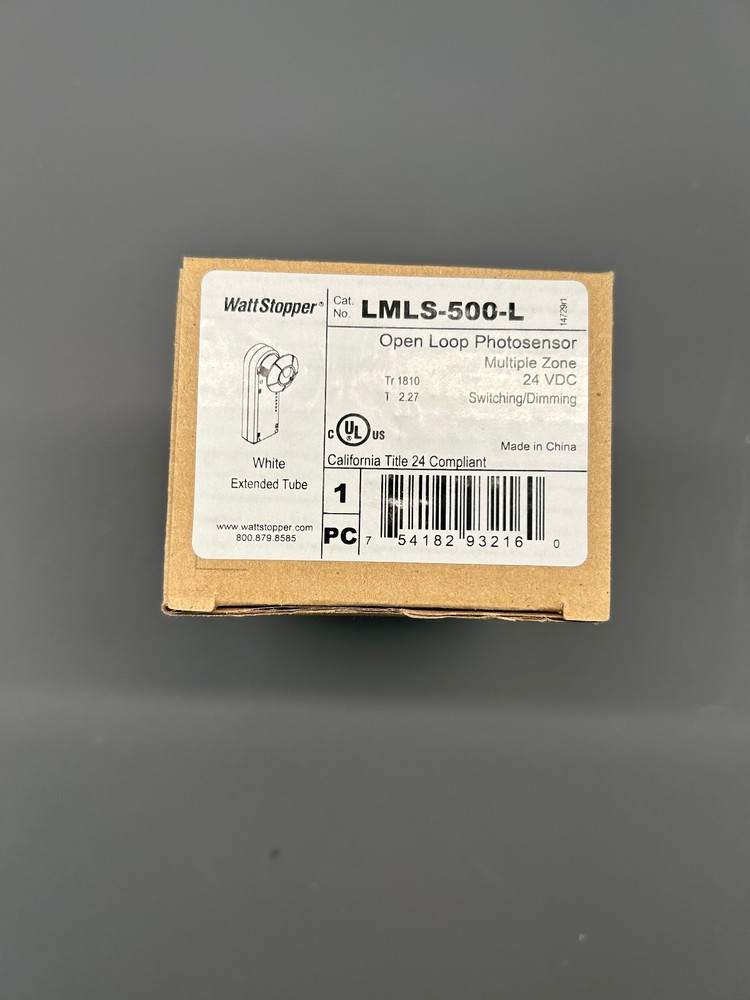 WattStopper®
Cat. No. LMLS-500-L
14729r1
Open Loop Photosensor
Multiple Zone
Tr 1810 24 VDC
T 2.27 Switching/Dimming
C UL ® US
Made in China
White
Extended Tube
California Title 24 Compliant
www.wattstopper.com
800.879.8585
1
PC
7 54182 93216 0